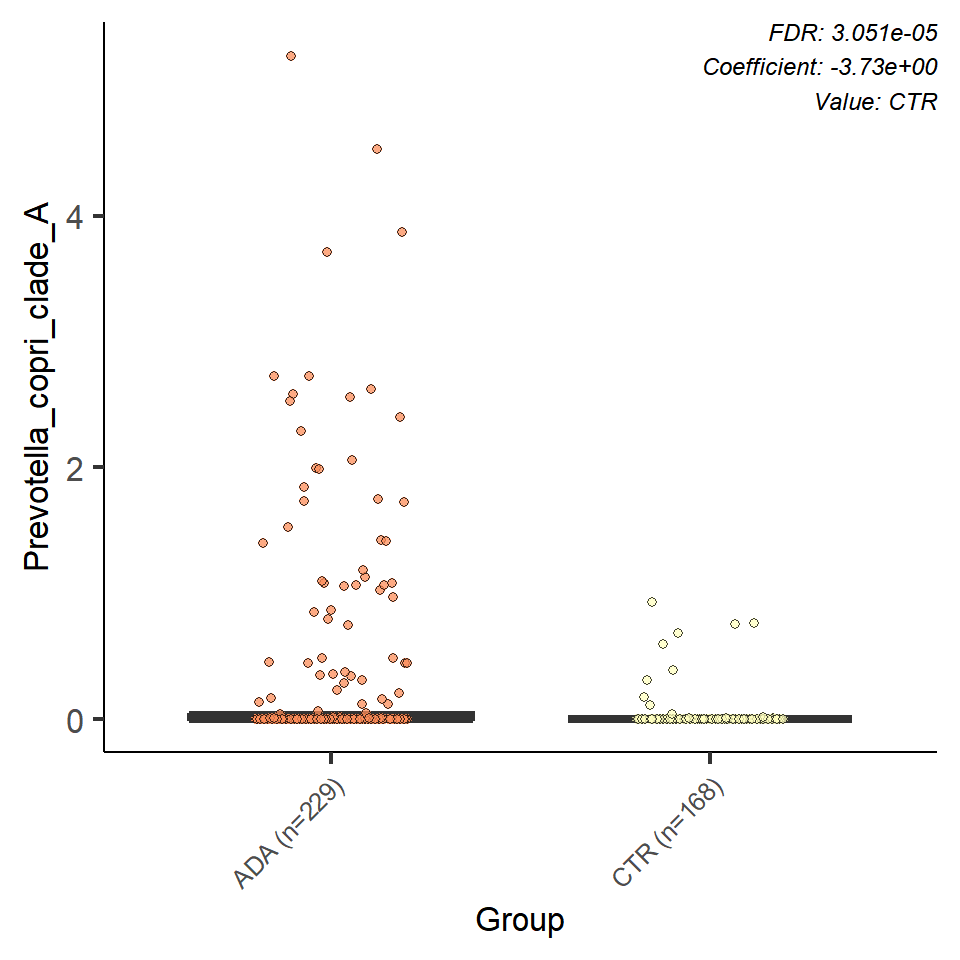 FDR: 3.051e-05
Coefficient: -3.73e+00
Value: CTR
Prevotella_copri_clade_A
4
2
0
ADA (n=229)
CTR (n=168)
Group